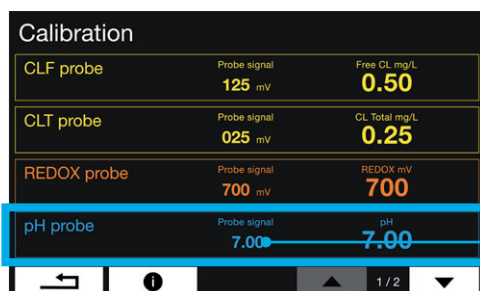 Calibration
CLF probe Probe signal 125 mV Free CL mg/L 0.50
CLT probe Probe signal 025 mV CL Total mg/L 0.25
REDOX probe Probe signal 700 mV REDOX mV 700
pH probe Probe signal 7.00 pH 7.00
i 1/2